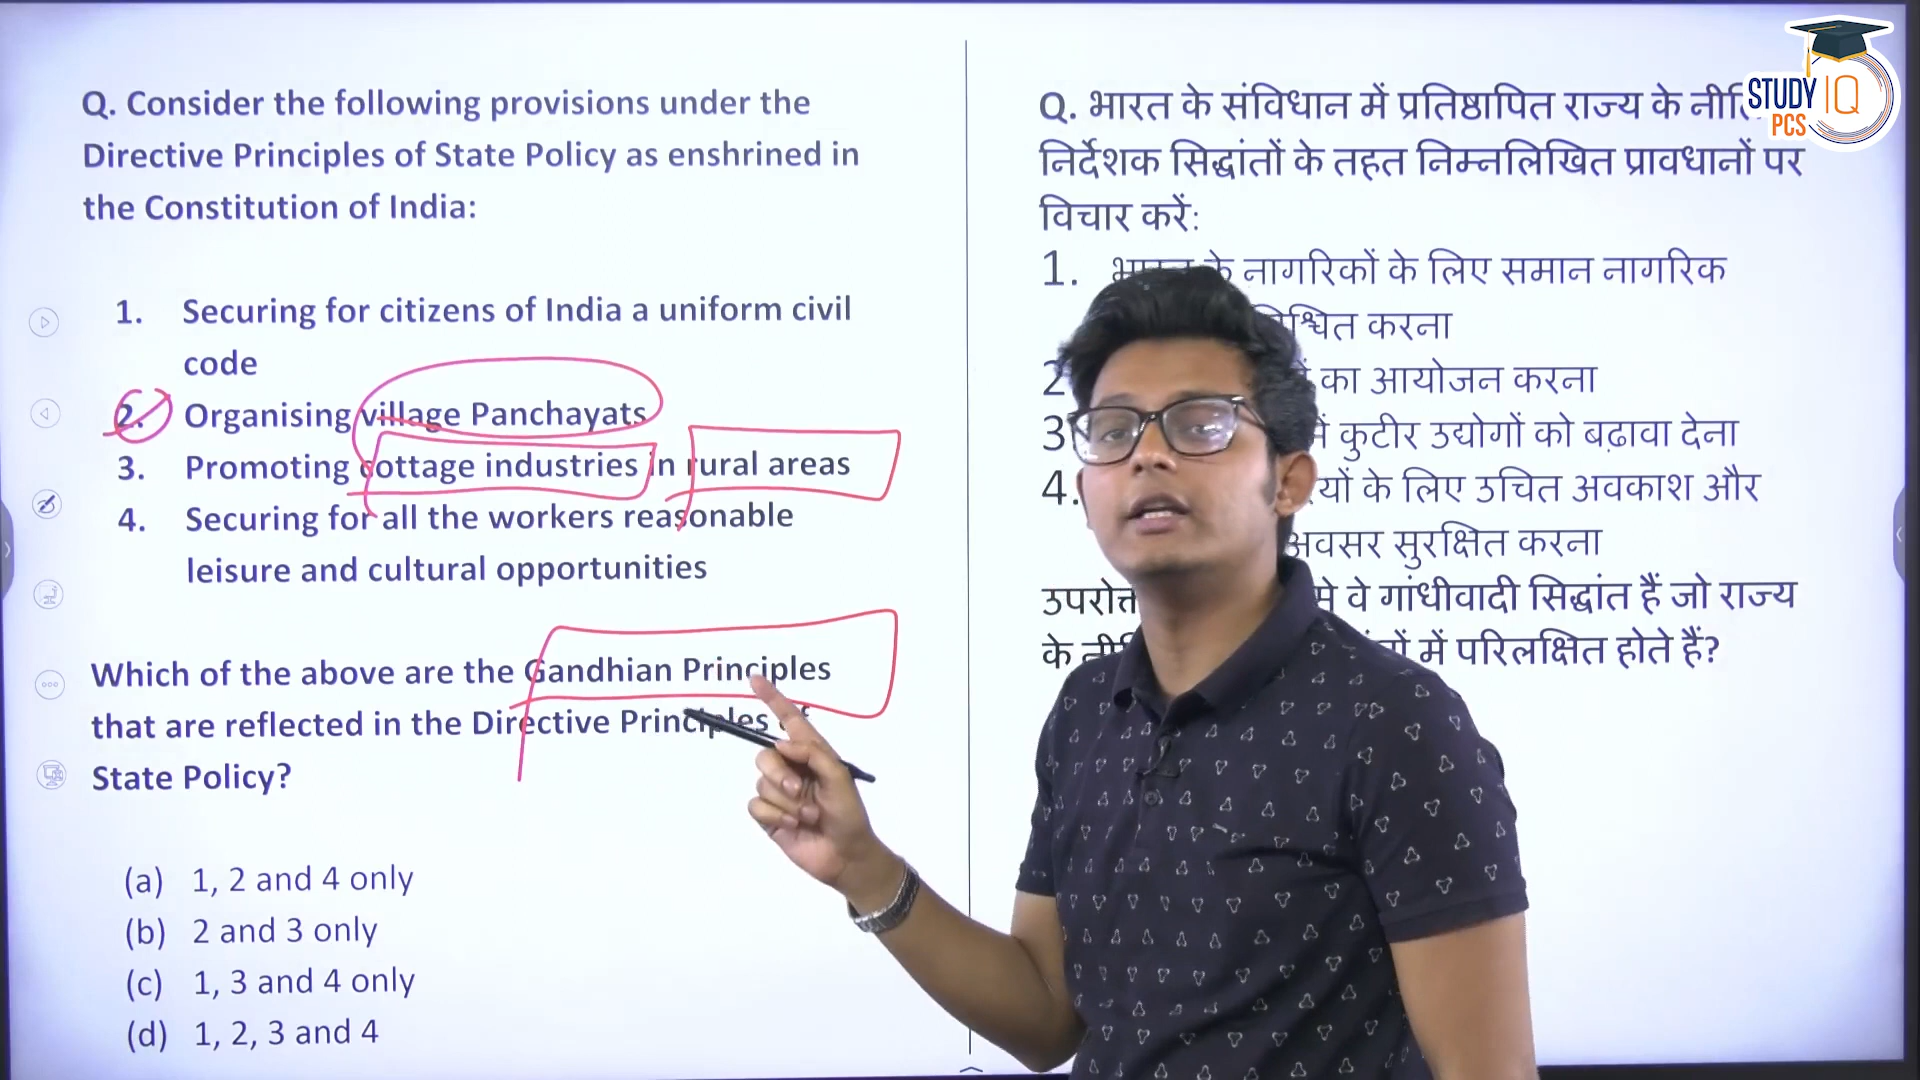 Q. Consider the following provisions under the
Directive Principles of State Policy as enshrined in
the Constitution of India:
1. Securing for citizens of India a uniform civil
code
2. Organising village Panchayats
3. Promoting cottage industries in rural areas
4. Securing for all the workers reasonable
leisure and cultural opportunities
Which of the above are the Gandhian Principles
that are reflected in the Directive Principles of
State Policy?
(a) 1, 2 and 4 only
(b) 2 and 3 only
(c) 1, 3 and 4 only
(d) 1, 2, 3 and 4
Q. भारत के संविधान में प्रतिष्ठापित राज्य के
निर्देशक सिद्धांतों के तहत निम्नलिखित प्रावधानों पर
विचार करें:
1. के नागरिकों के लिए समान नागरिक
करना
2 का आयोजन करना
3 कुटीर उद्योगों को बढ़ावा देना
4. के लिए उचित अवकाश और
अवसर सुरक्षित करना
वे गांधीवादी सिद्धांत हैं जो राज्य
के में परिलक्षित होते हैं?
STUDY IQ
PCS